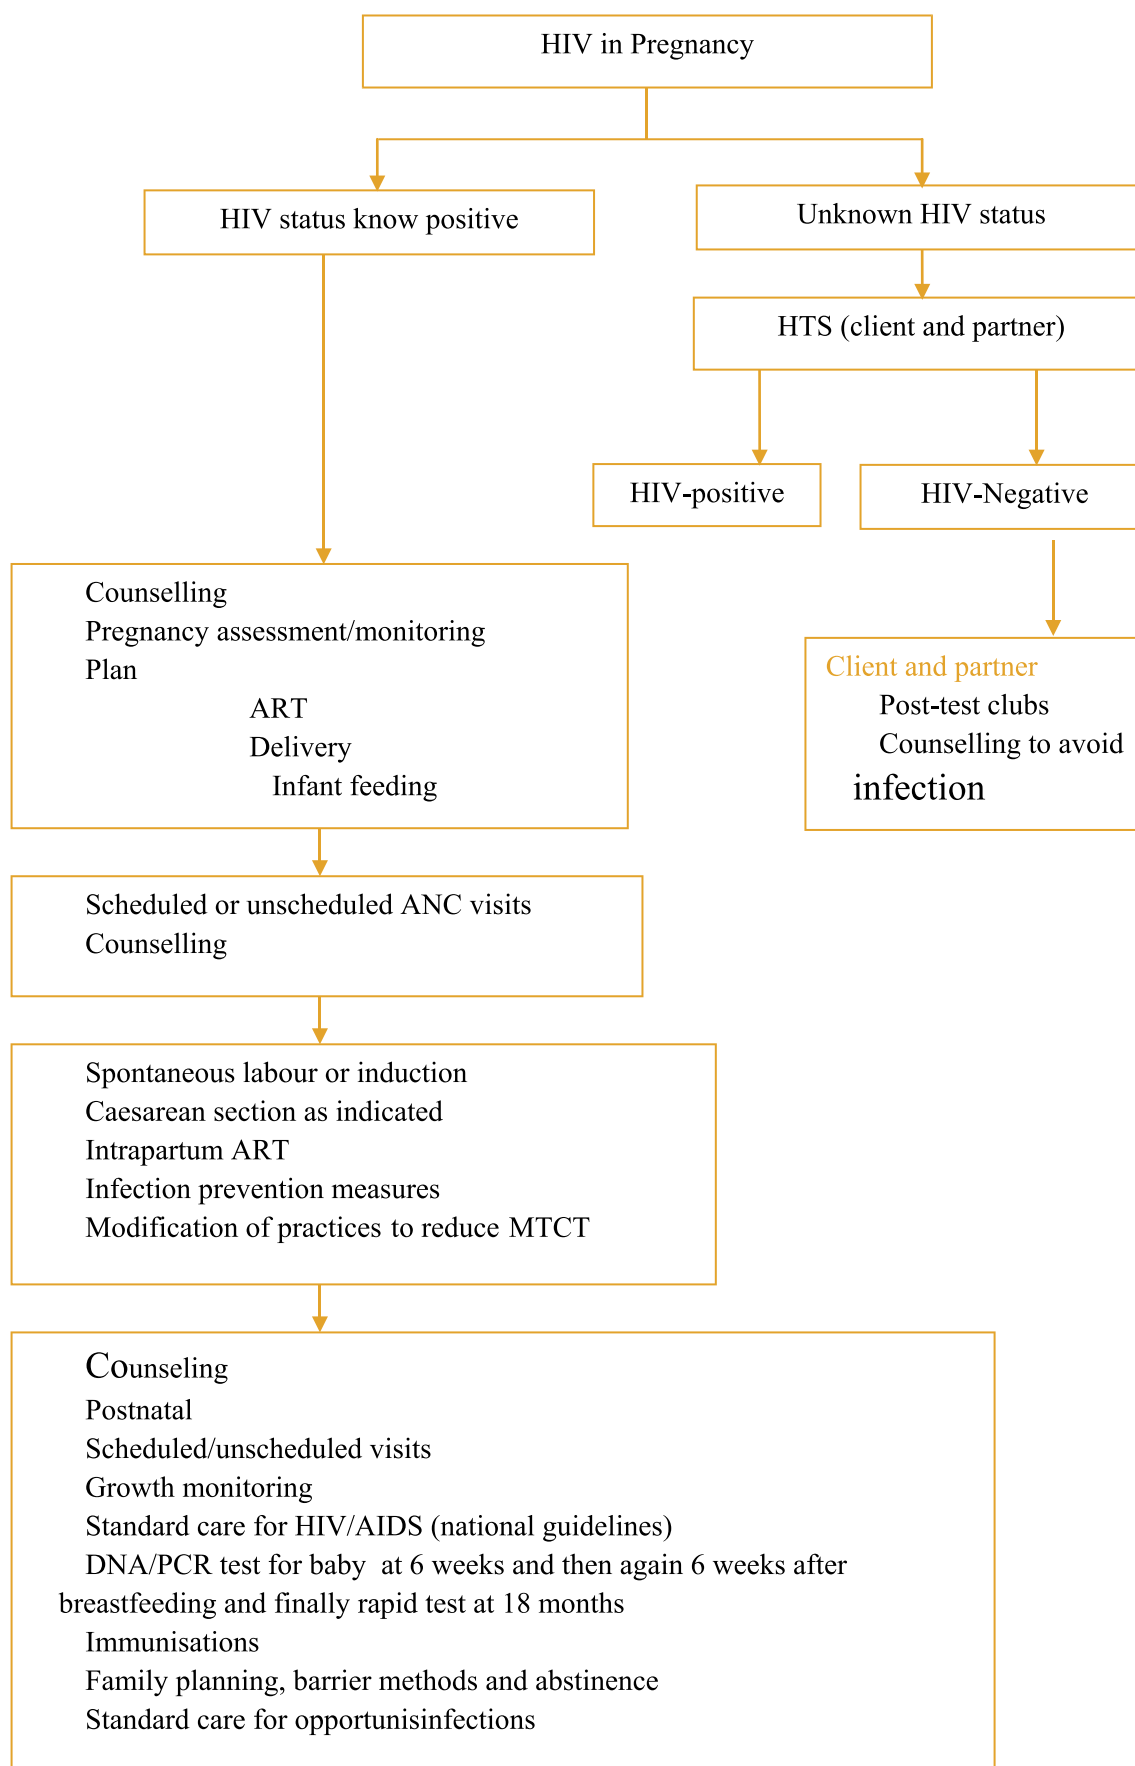 HIV in Pregnancy
HIV status know positive
Unknown HIV status
HTS (client and partner)
HIV-positive
HIV-Negative
Counselling
Pregnancy assessment/monitoring
Plan
ART
Delivery
Infant feeding
Client and partner
Post-test clubs
Counselling to avoid
infection
Scheduled or unscheduled ANC visits
Counselling
Spontaneous labour or induction
Caesarean section as indicated
Intrapartum ART
Infection prevention measures
Modification of practices to reduce MTCT
Counseling
Postnatal
Scheduled/unscheduled visits
Growth monitoring
Standard care for HIV/AIDS (national guidelines)
DNA/PCR test for baby at 6 weeks and then again 6 weeks after
breastfeeding and finally rapid test at 18 months
Immunisations
Family planning, barrier methods and abstinence
Standard care for opportunisinfections